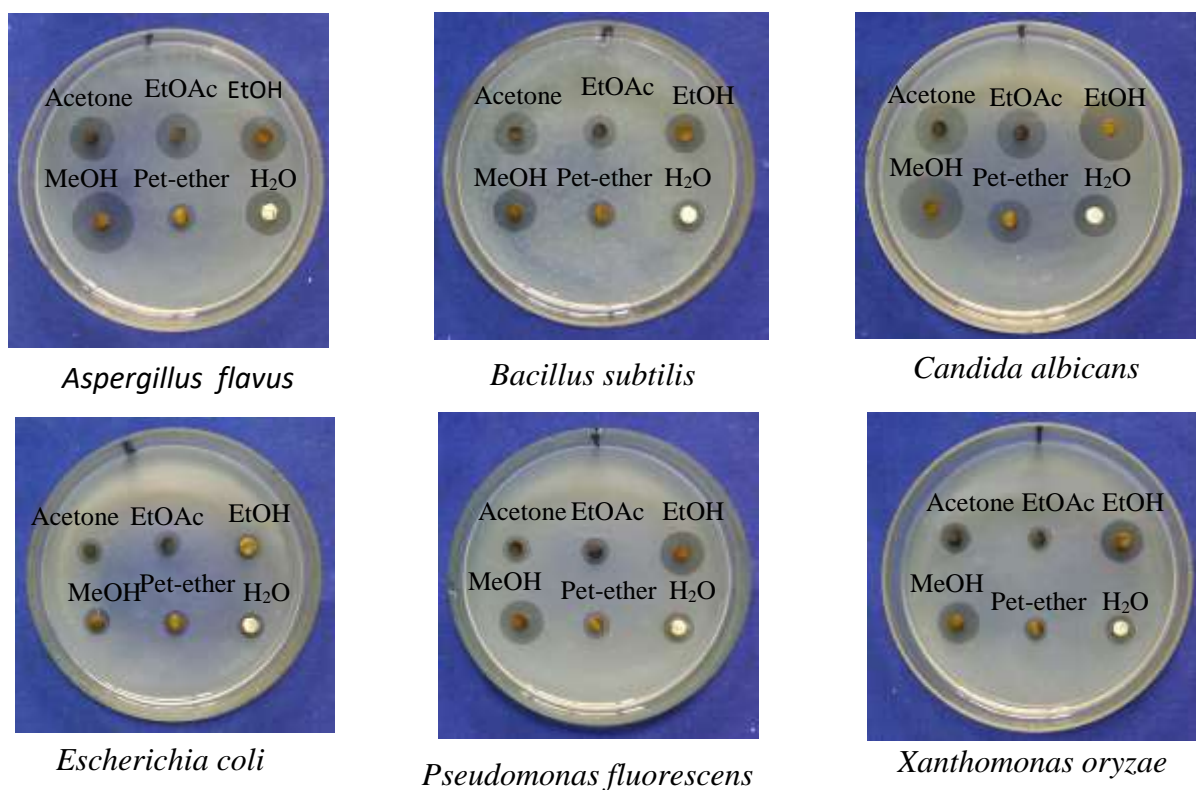 Acetone EtOAc EtOH
MeOH Pet-ether H₂O
Aspergillus flavus
Acetone EtOAc EtOH
MeOH Pet-ether H₂O
Bacillus subtilis
Acetone EtOAc EtOH
MeOH Pet-ether H₂O
Candida albicans
Acetone EtOAc EtOH
MeOH Pet-ether H₂O
Escherichia coli
Acetone EtOAc EtOH
MeOH Pet-ether H₂O
Pseudomonas fluorescens
Acetone EtOAc EtOH
MeOH Pet-ether H₂O
Xanthomonas oryzae